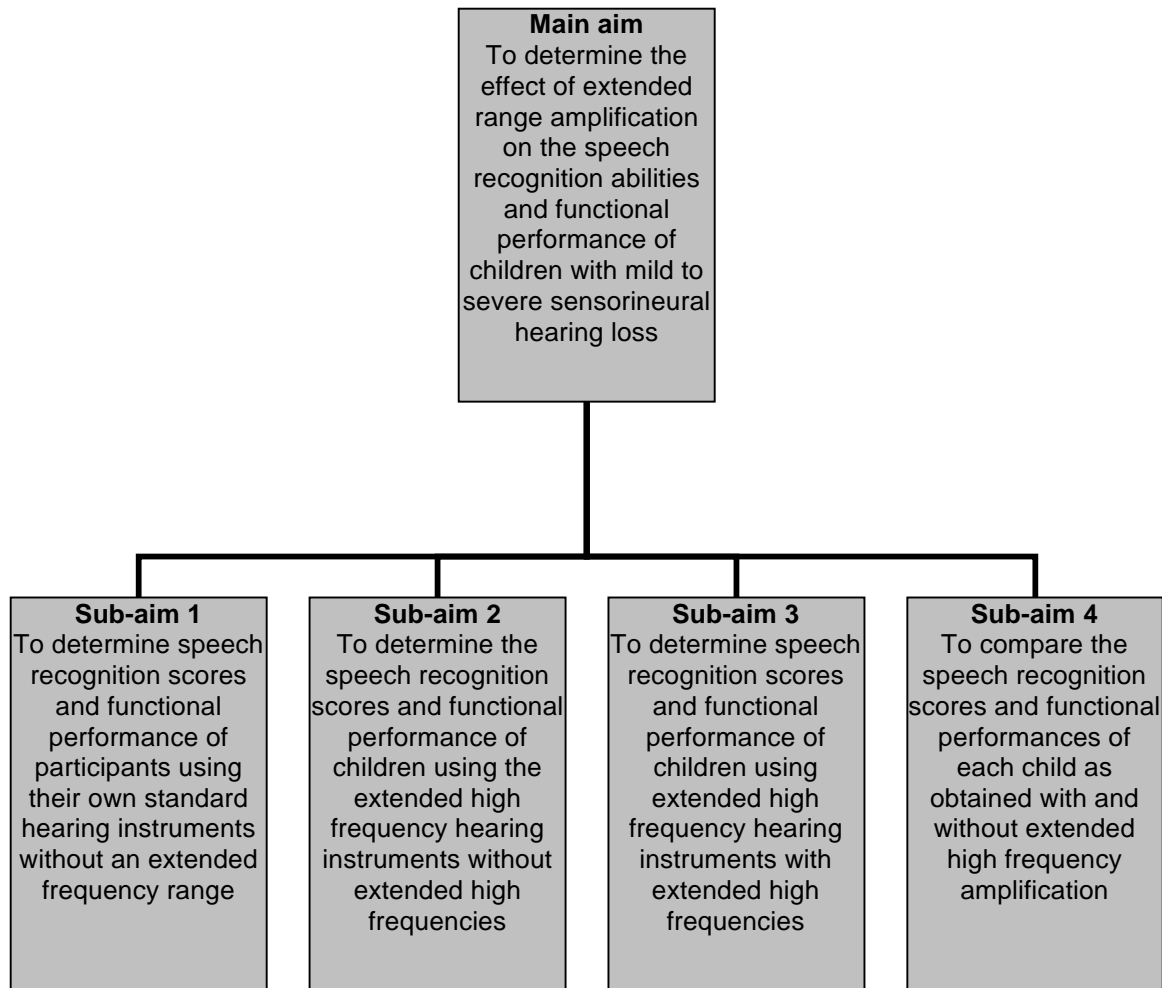 Main aim
To determine the
effect of extended
range amplification
on the speech
recognition abilities
and functional
performance of
children with mild to
severe sensorineural
hearing loss
Sub-aim 1
To determine speech
recognition scores
and functional
performance of
participants using
their own standard
hearing instruments
without an extended
frequency range
Sub-aim 2
To determine the
speech recognition
scores and functional
performance of
children using the
extended high
frequency hearing
instruments without
extended high
frequencies
Sub-aim 3
To determine speech
recognition scores
and functional
performance of
children using
extended high
frequency hearing
instruments with
extended high
frequencies
Sub-aim 4
To compare the
speech recognition
scores and functional
performances of
each child as
obtained with and
without extended
high frequency
amplification